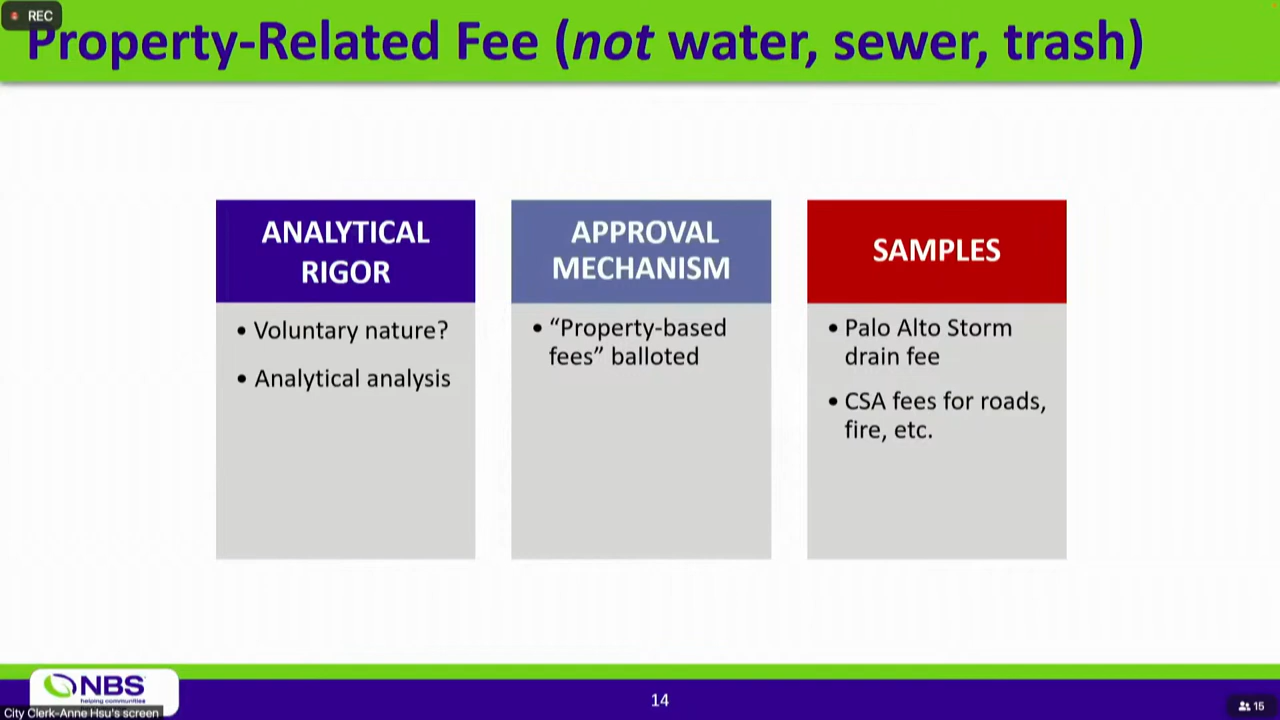 REC
Property-Related Fee (not water, sewer, trash)
ANALYTICAL
RIGOR
• Voluntary nature?
• Analytical analysis
APPROVAL
MECHANISM
• “Property-based
fees” balloted
SAMPLES
• Palo Alto Storm
drain fee
• CSA fees for roads,
fire, etc.
NBS
helping communities
City Clerk-Anne Hsu's screen
14
15